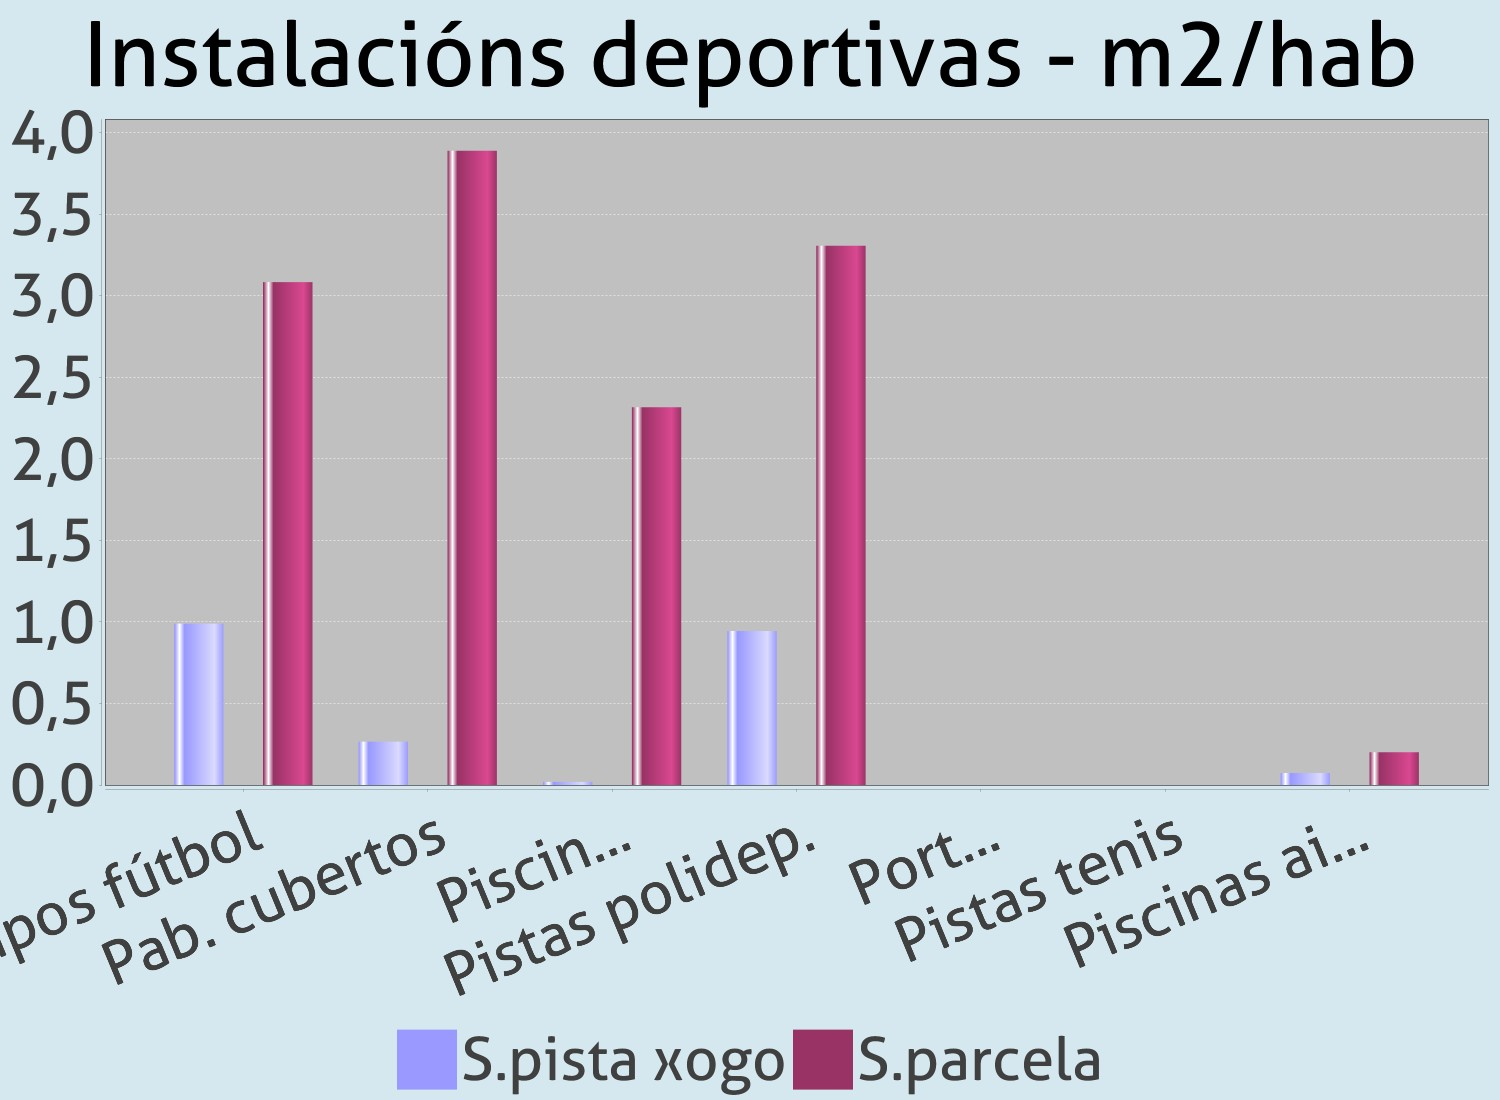 Instalacións deportivas - m2/hab
4,0
3,5
3,0
2,5
2,0
1,5
1,0
0,5
0,0
fútbol
Pab. cubertos
Piscin...
Pistas polidep.
Port...
Pistas tenis
Piscinas ai...
S.pista xogo
S.parcela